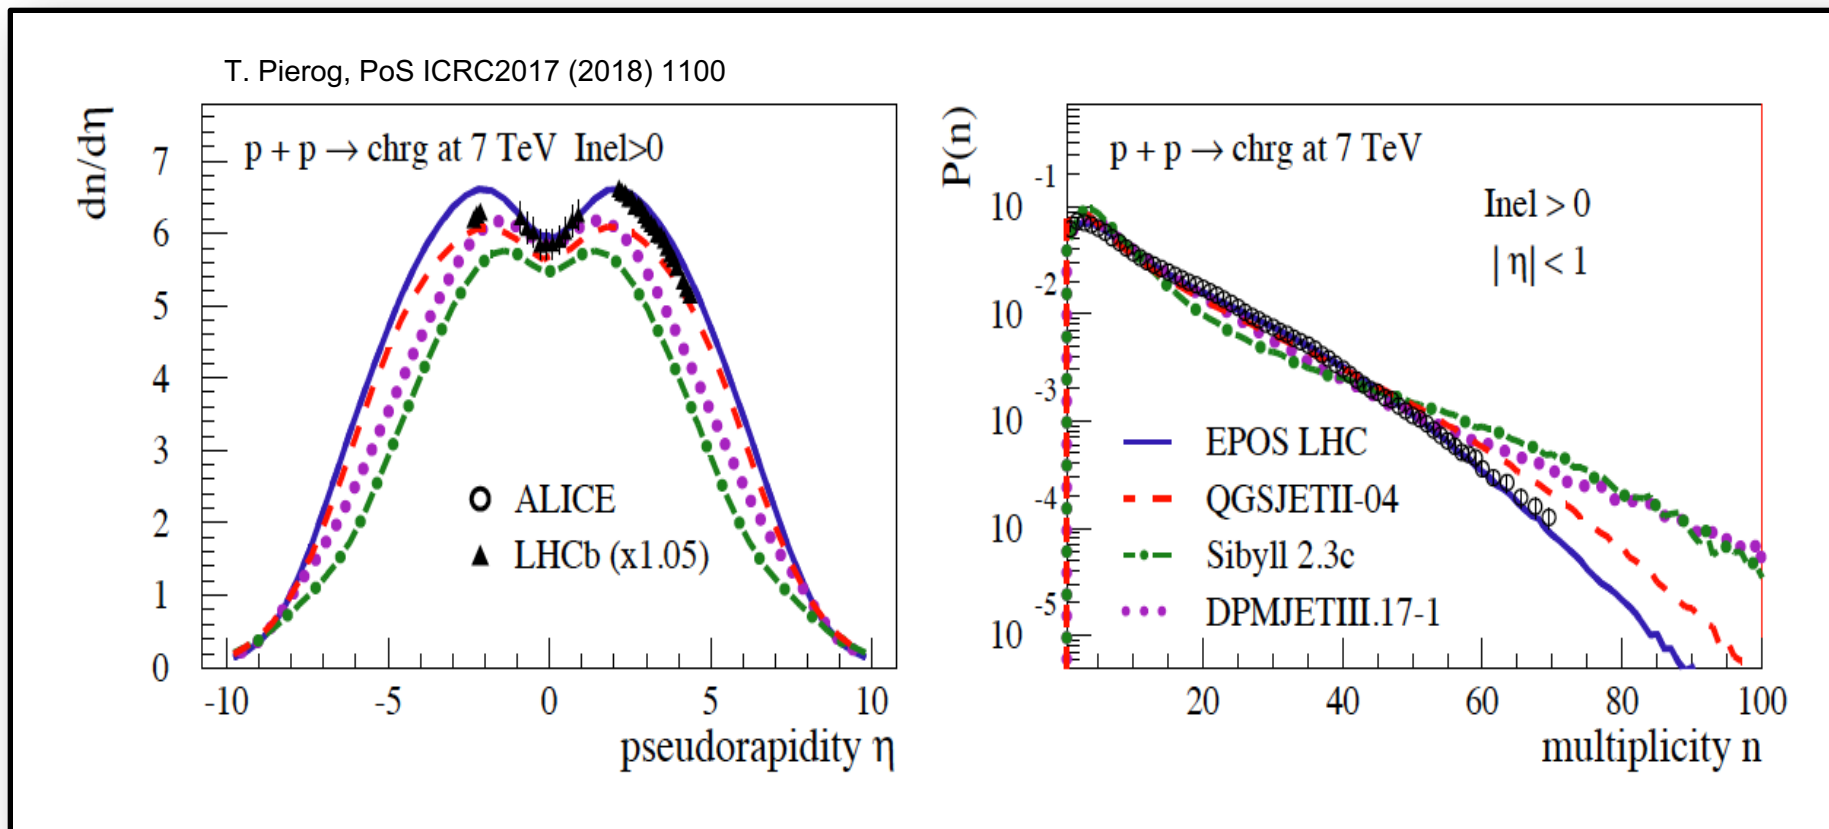 T. Pierog, PoS ICRC2017 (2018) 1100
dn/dη
p + p → chrg at 7 TeV Inel>0
7
6
5
4
3
2
1
0
ALICE
LHCb (x1.05)
-10 -5 0 5 10
pseudorapidity η
P(n)
p + p → chrg at 7 TeV
Inel > 0
| η| < 1
10 -1
10 -2
10 -3
10 -4
10 -5
EPOS LHC
QGSJETII-04
Sibyll 2.3c
DPMJETIII.17-1
20 40 60 80 100
multiplicity n